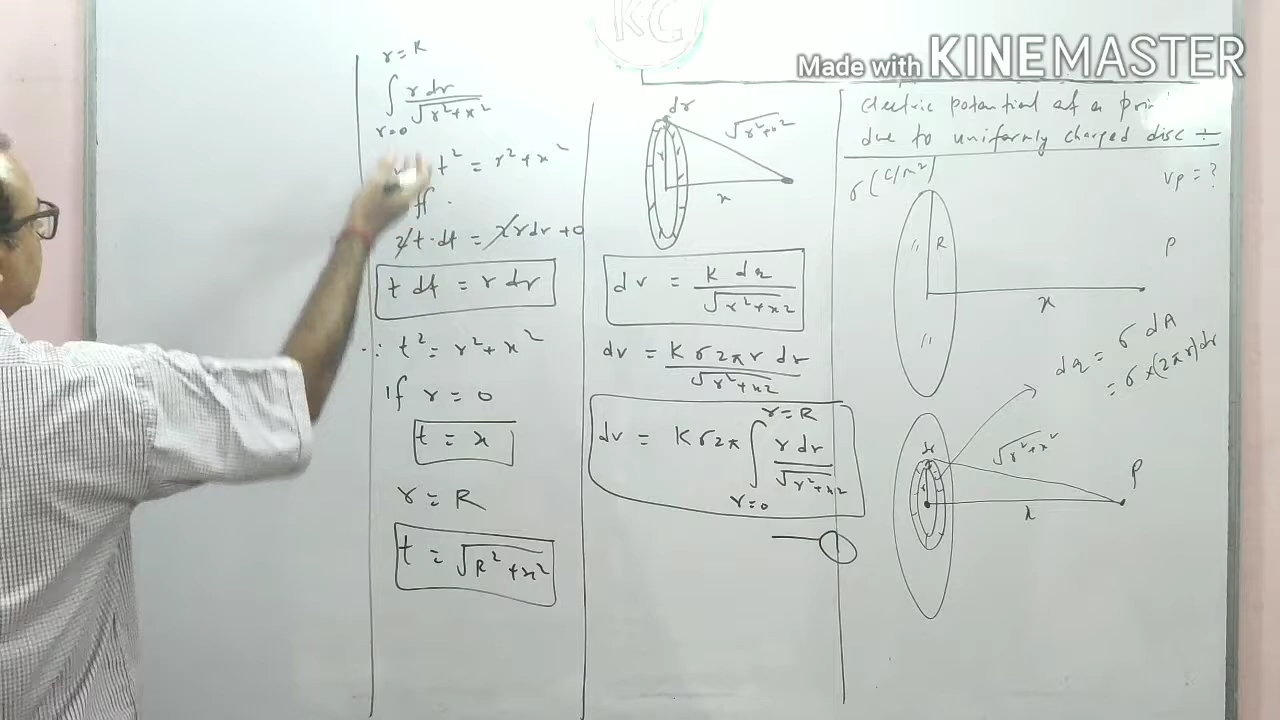 KC
Made with KINEMASTER
Electric potential at a
due to uniformly charged disc ÷
σ (C/m²)
Vp = ?
R
P
x
dq = σ dA
= σ × (2πr) dr
dr
r
√r²+x²
P
x
dr
r
√r²+x²
x
dv = K dq / √r²+x²
dv = K σ 2π r dr / √r²+x²
dv = K σ 2π ∫ r=0 r=R r dr / √r²+x²
1
r = R
∫ r dr / √r²+x²
r=0
t² = r² + x²
2t·dt = 2r dr + 0
t dt = r dr
∵ t² = r² + x²
If r = 0
t = x
r = R
t = √R² + x²